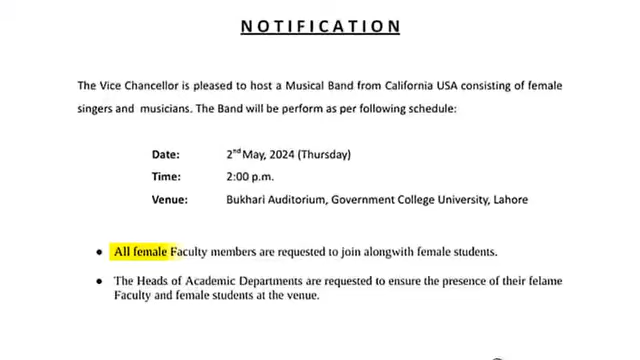 NOTIFICATION
The Vice Chancellor is pleased to host a Musical Band from California USA consisting of female
singers and musicians. The Band will be perform as per following schedule:
Date: 2nd May, 2024 (Thursday)
Time: 2:00 p.m.
Venue: Bukhari Auditorium, Government College University, Lahore
● All female Faculty members are requested to join alongwith female students.
● The Heads of Academic Departments are requested to ensure the presence of their felame
Faculty and female students at the venue.